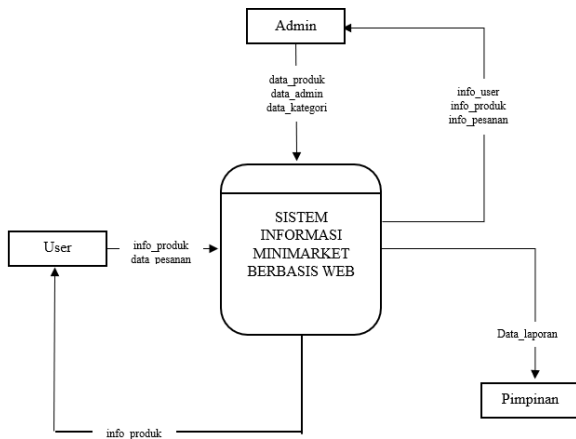 Admin
data_produk
data_admin
data_kategori
info_user
info_produk
info_pesanan
SISTEM
INFORMASI
MINIMARKET
BERBASIS WEB
User
info_produk
data_pesanan
Data_laporan
Pimpinan
info_produk